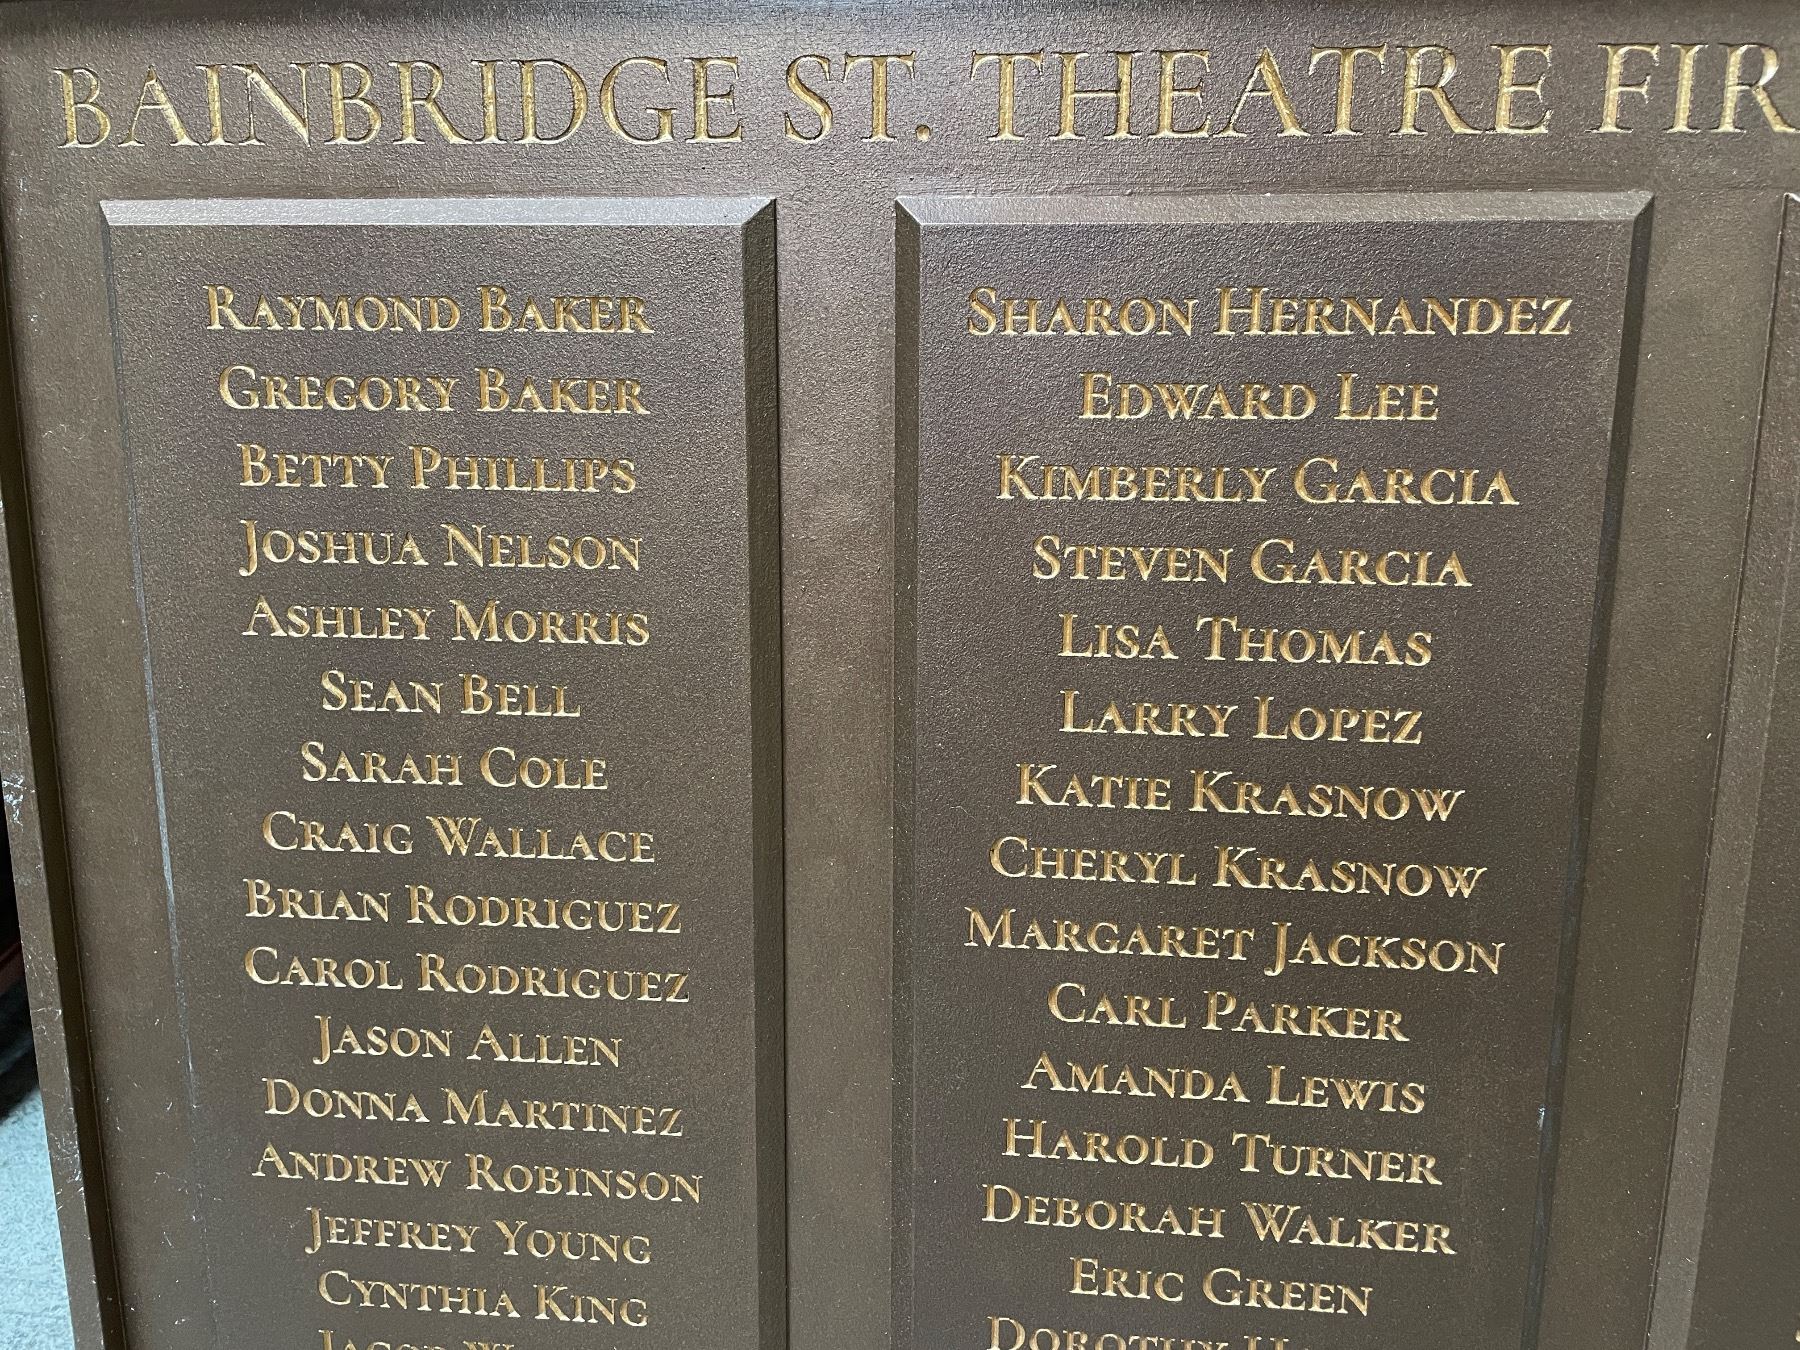 BAINBRIDGE ST. THEATRE FIR
RAYMOND BAKER
GREGORY BAKER
BETTY PHILLIPS
JOSHUA NELSON
ASHLEY MORRIS
SEAN BELL
SARAH COLE
CRAIG WALLACE
BRIAN RODRIGUEZ
CAROL RODRIGUEZ
JASON ALLEN
DONNA MARTINEZ
ANDREW ROBINSON
JEFFREY YOUNG
CYNTHIA KING
SHARON HERNANDEZ
EDWARD LEE
KIMBERLY GARCIA
STEVEN GARCIA
LISA THOMAS
LARRY LOPEZ
KATIE KRASNOW
CHERYL KRASNOW
MARGARET JACKSON
CARL PARKER
AMANDA LEWIS
HAROLD TURNER
DEBORAH WALKER
ERIC GREEN
DOROTHY